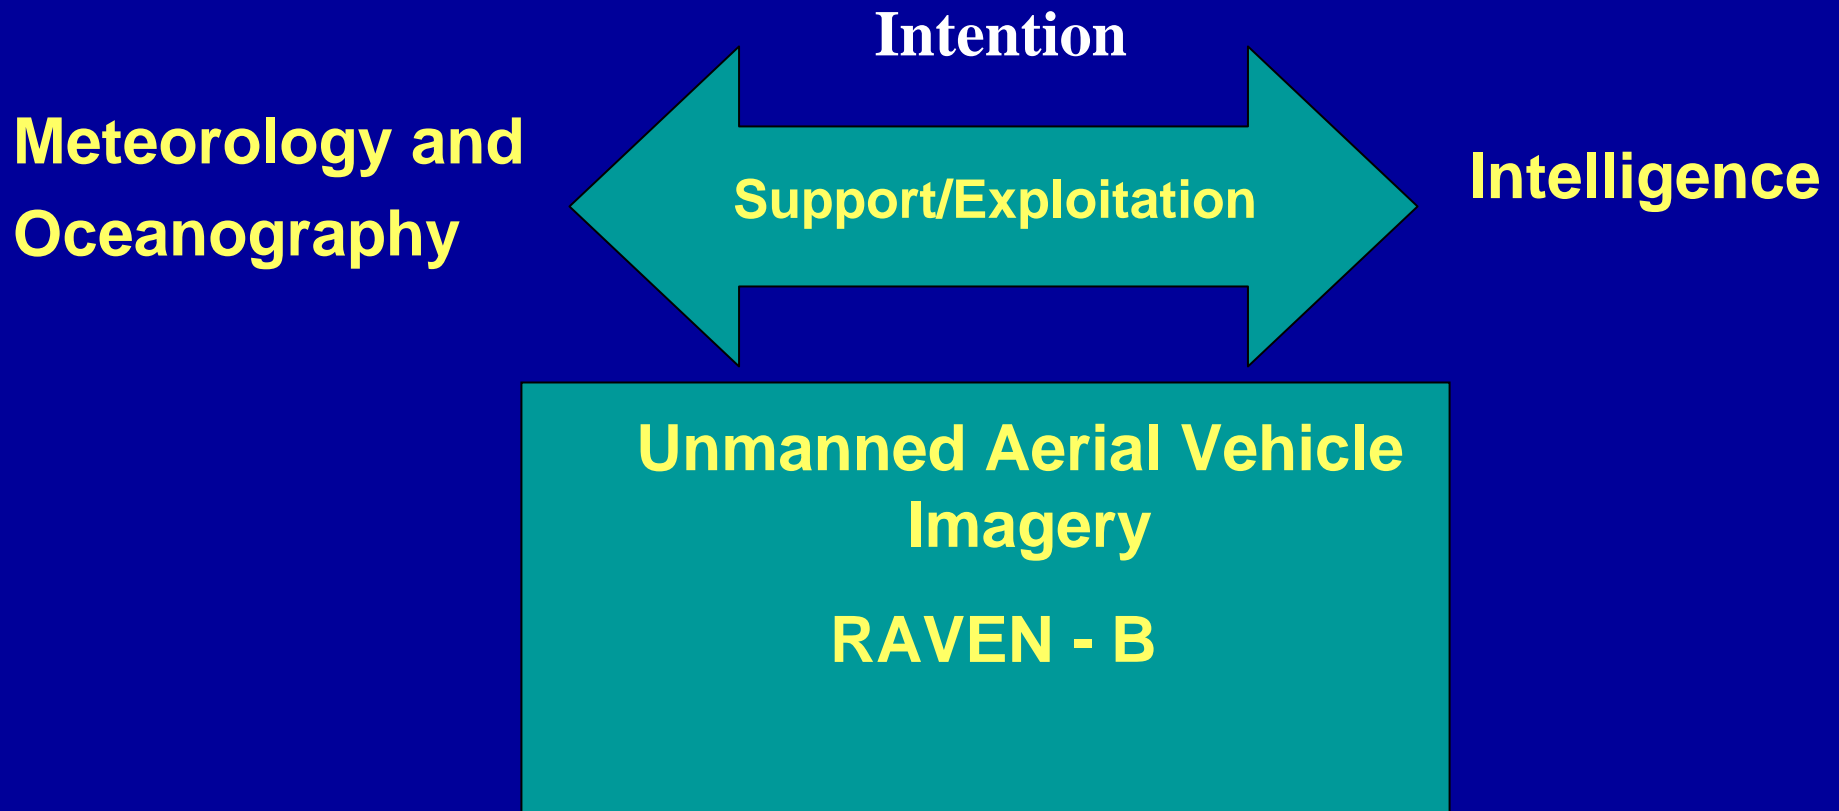 Intention
Meteorology and
Oceanography
Support/Exploitation
Intelligence
Unmanned Aerial Vehicle
Imagery
RAVEN - B